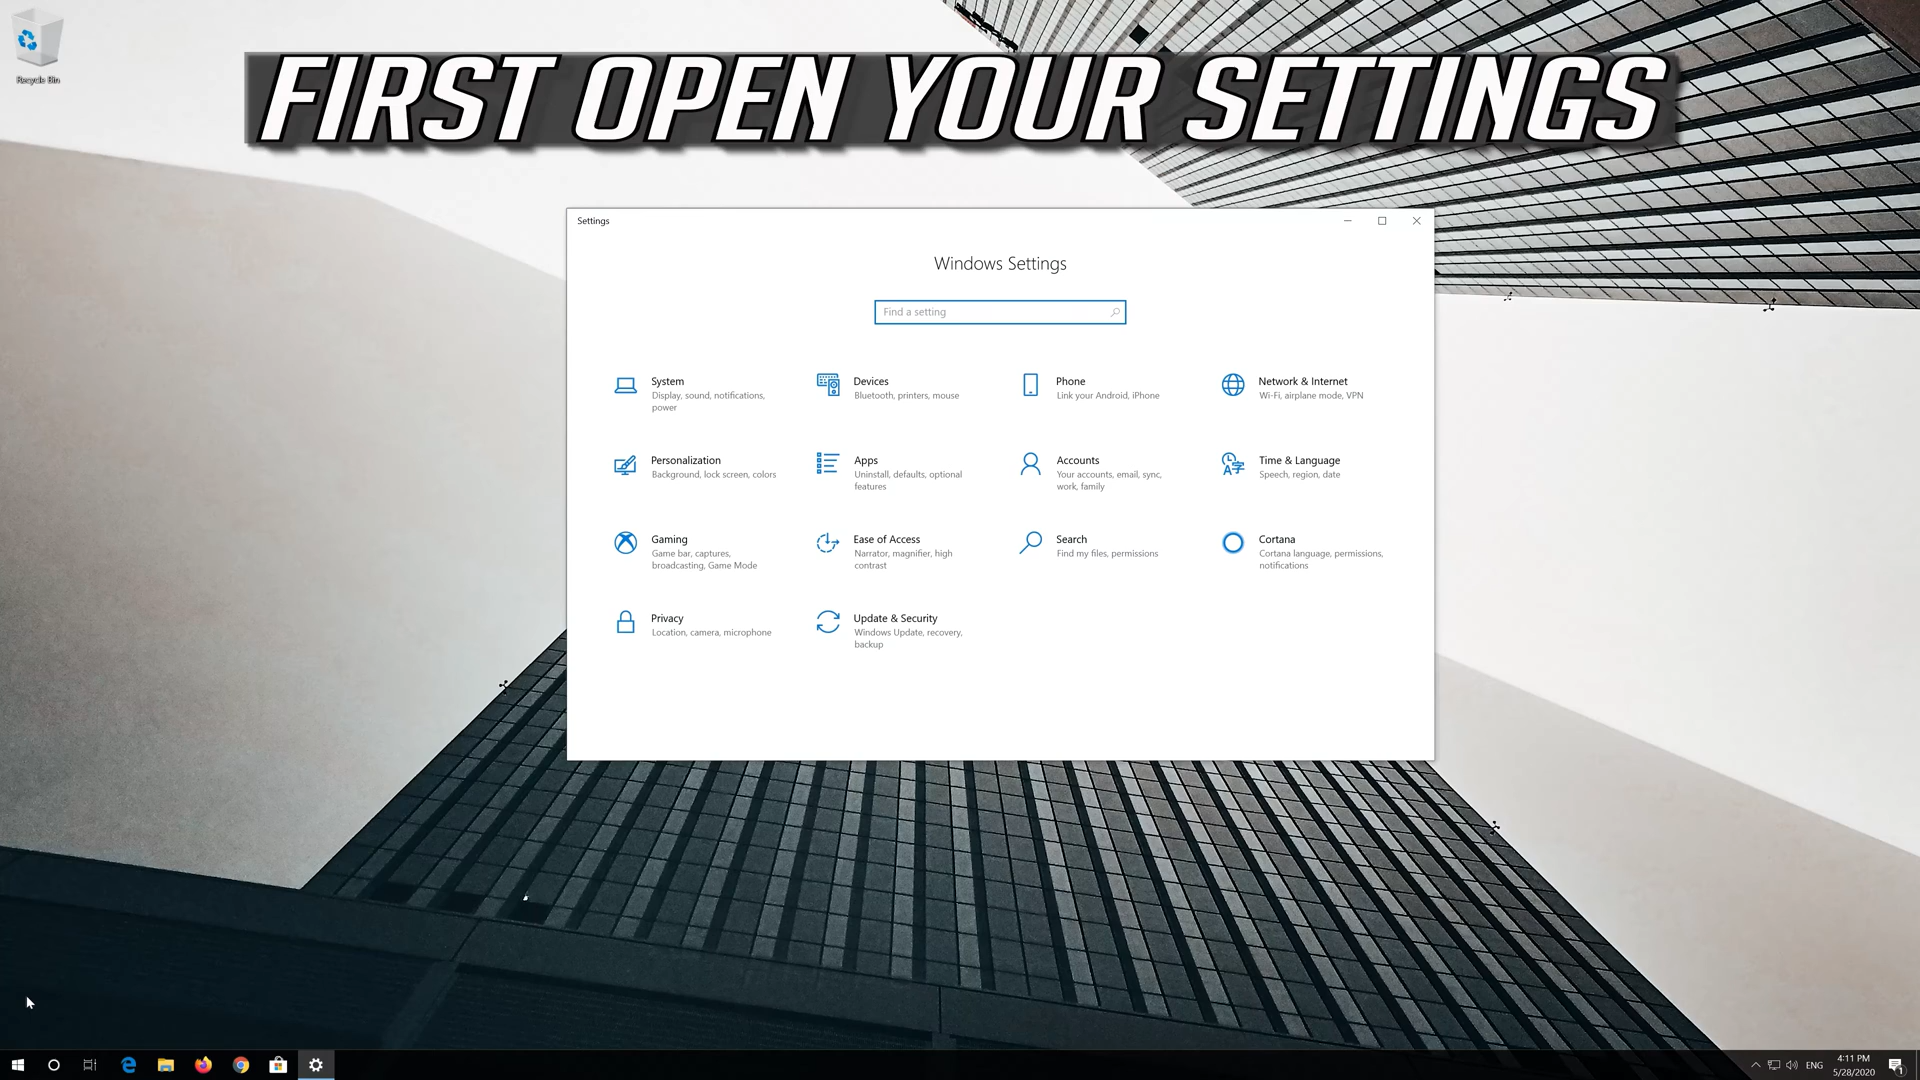 Recycle Bin
FIRST OPEN YOUR SETTINGS
Settings
Windows Settings
Find a setting
System
Display, sound, notifications,
power
Devices
Bluetooth, printers, mouse
Phone
Link your Android, iPhone
Network & Internet
Wi-Fi, airplane mode, VPN
Personalization
Background, lock screen, colors
Apps
Uninstall, defaults, optional
features
Accounts
Your accounts, email, sync,
work, family
Time & Language
Speech, region, date
Gaming
Game bar, captures,
broadcasting, Game Mode
Ease of Access
Narrator, magnifier, high
contrast
Search
Find my files, permissions
Cortana
Cortana language, permissions,
notifications
Privacy
Location, camera, microphone
Update & Security
Windows Update, recovery,
backup
ENG
4:11 PM
5/28/2020
1